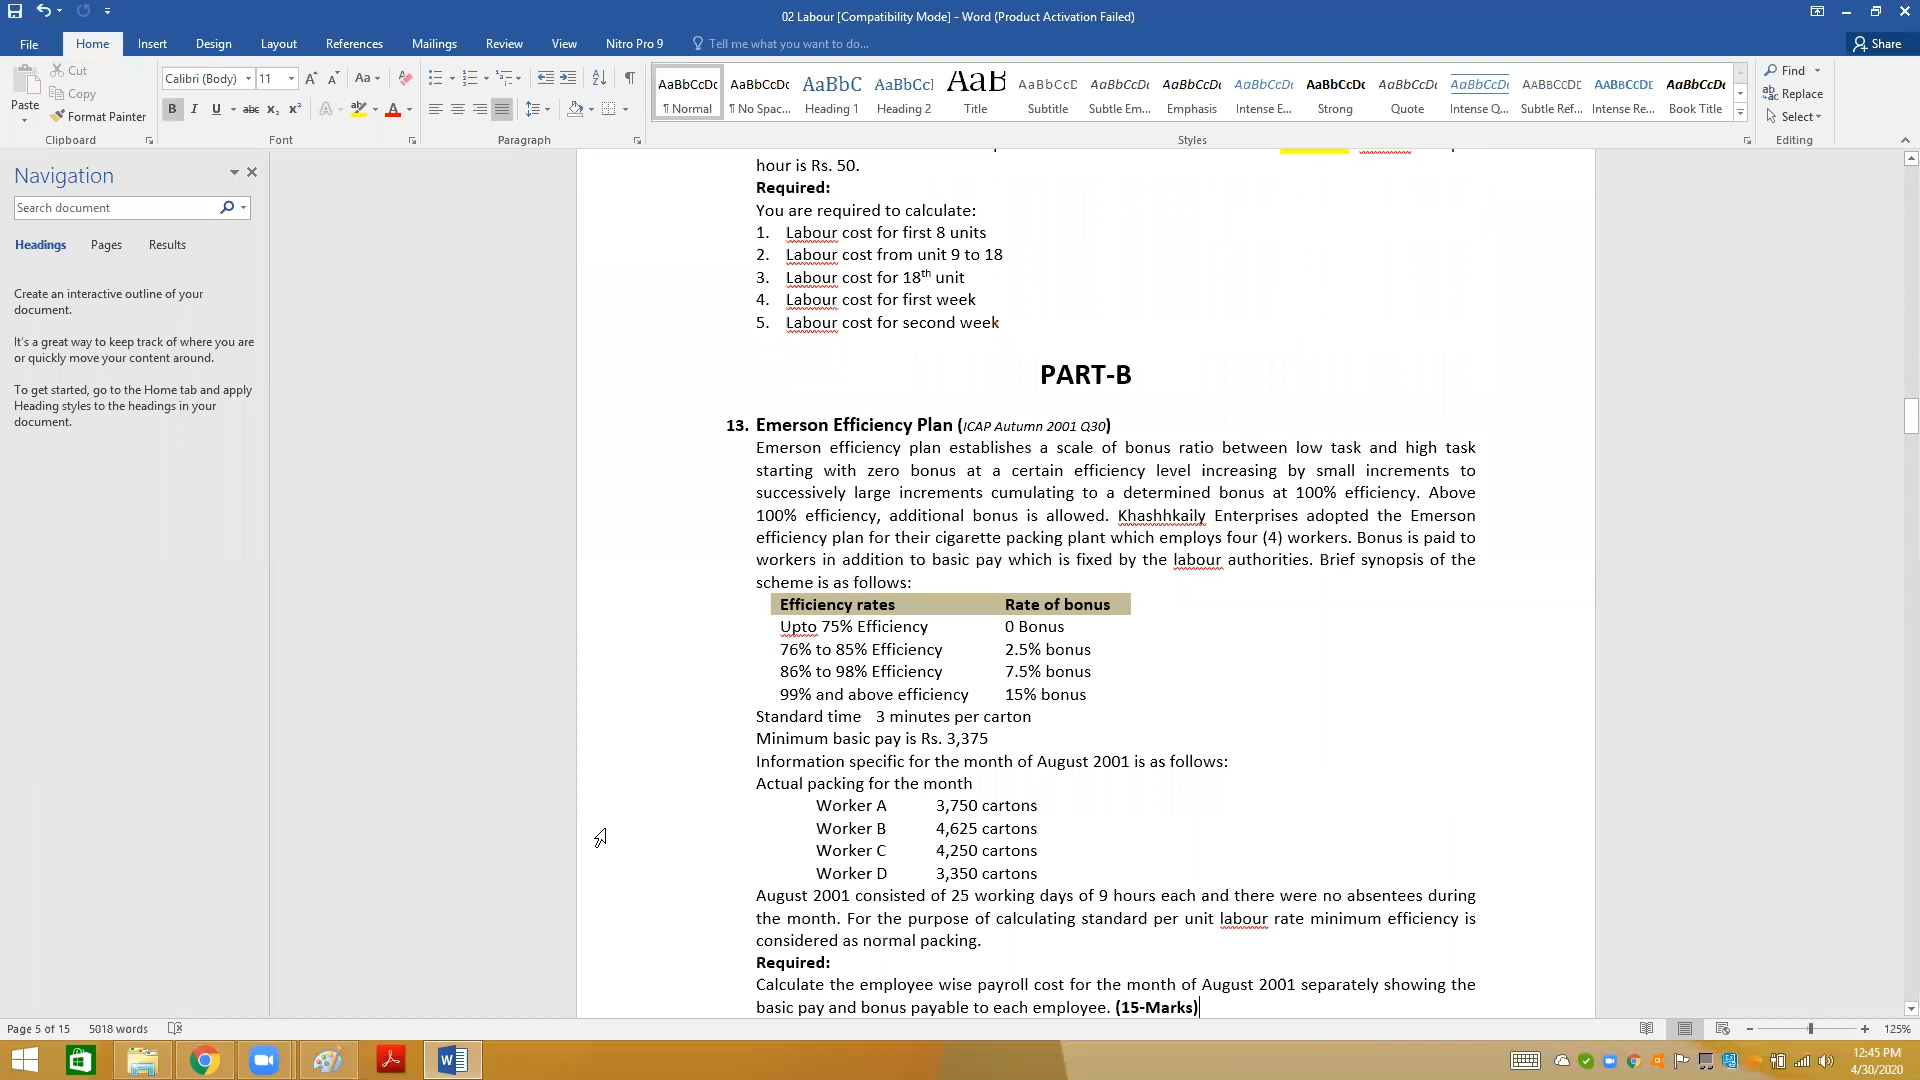 02 Labour [Compatibility Mode] - Word (Product Activation Failed)
File Home Insert Design Layout References Mailings Review View Nitro Pro 9 Tell me what you want to do... Share
Paste Cut Copy Format Painter
Calibri (Body) 11
AaBbCcDc AaBbCcDc AaBbC AaBbCcI AaB AaBbCcDc AaBbCcDc AaBbCcDc AaBbCcDc AaBbCcDc AaBbCcDc AaBbCcDc AABBCCDE AABBCCDE AaBbCcDc
¶ Normal ¶ No Spac... Heading 1 Heading 2 Title Subtitle Subtle Em... Emphasis Intense E... Strong Quote Intense Q... Subtle Ref... Intense Re... Book Title
Find
Replace
Select
Clipboard Font Paragraph Styles Editing
Navigation
Search document
Headings Pages Results
Create an interactive outline of your
document.
It's a great way to keep track of where you are
or quickly move your content around.
To get started, go to the Home tab and apply
Heading styles to the headings in your
document.
hour is Rs. 50.
Required:
You are required to calculate:
1. Labour cost for first 8 units
2. Labour cost from unit 9 to 18
3. Labour cost for 18th unit
4. Labour cost for first week
5. Labour cost for second week
PART-B
13. Emerson Efficiency Plan (ICAP Autumn 2001 Q30)
Emerson efficiency plan establishes a scale of bonus ratio between low task and high task
starting with zero bonus at a certain efficiency level increasing by small increments to
successively large increments cumulating to a determined bonus at 100% efficiency. Above
100% efficiency, additional bonus is allowed. Khashhkaily Enterprises adopted the Emerson
efficiency plan for their cigarette packing plant which employs four (4) workers. Bonus is paid to
workers in addition to basic pay which is fixed by the labour authorities. Brief synopsis of the
scheme is as follows:
Efficiency rates Rate of bonus
Upto 75% Efficiency 0 Bonus
76% to 85% Efficiency 2.5% bonus
86% to 98% Efficiency 7.5% bonus
99% and above efficiency 15% bonus
Standard time 3 minutes per carton
Minimum basic pay is Rs. 3,375
Information specific for the month of August 2001 is as follows:
Actual packing for the month
Worker A 3,750 cartons
Worker B 4,625 cartons
Worker C 4,250 cartons
Worker D 3,350 cartons
August 2001 consisted of 25 working days of 9 hours each and there were no absentees during
the month. For the purpose of calculating standard per unit labour rate minimum efficiency is
considered as normal packing.
Required:
Calculate the employee wise payroll cost for the month of August 2001 separately showing the
basic pay and bonus payable to each employee. (15-Marks)
Page 5 of 15 5018 words 125%
12:45 PM
4/30/2020